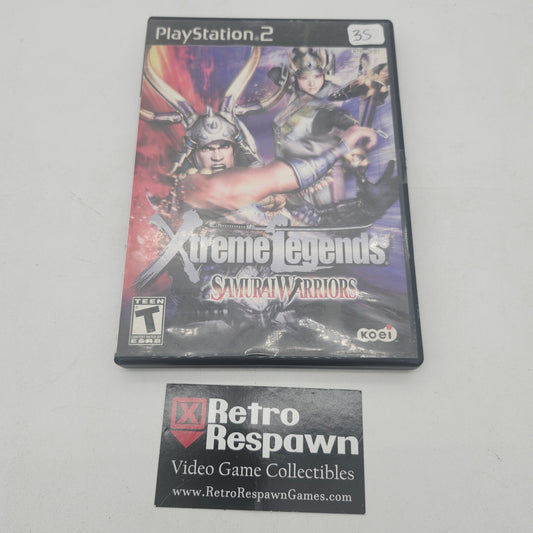 PlayStation.2
35
Xtreme Legends
SAMURAI WARRIORS
TEEN
T
ESRB
KOEI
Retro
Respawn
Video Game Collectibles
www.RetroRespawnGames.com